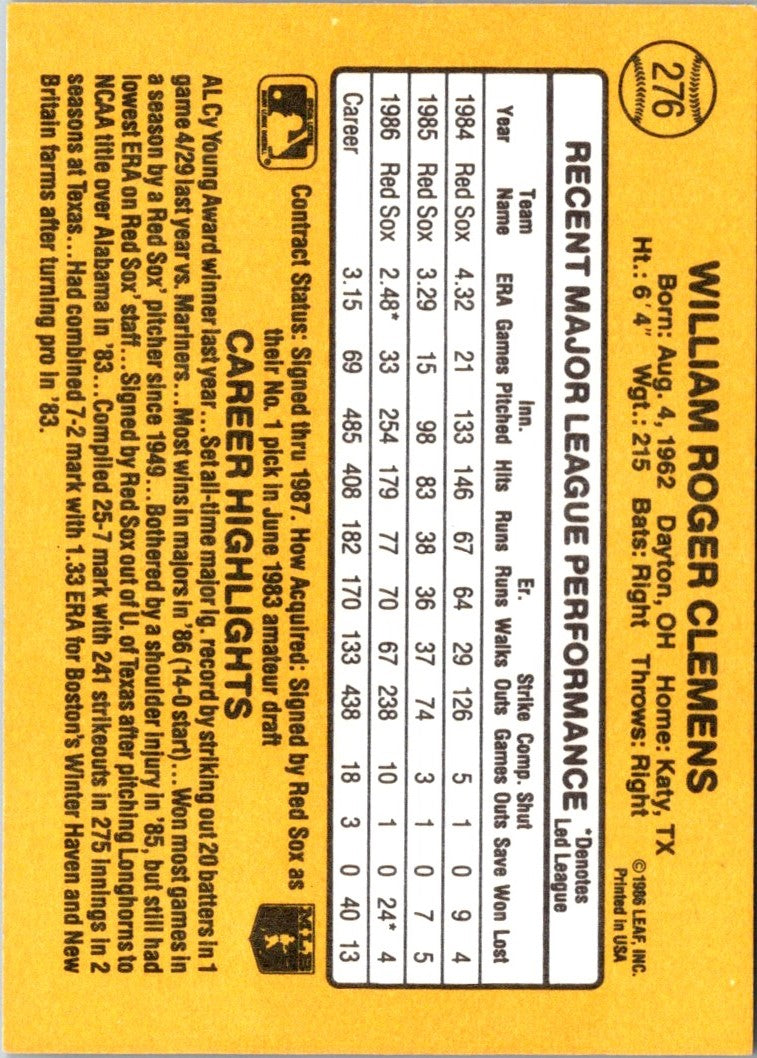 276
WILLIAM ROGER CLEMENS
Born: Aug. 4, 1962 Dayton, OH Home: Katy, TX
Ht.: 6'4" Wgt.: 215 Bats: Right Throws: Right
©1986 LEAF, INC.
Printed in USA
RECENT MAJOR LEAGUE PERFORMANCE *Denotes Led League
Year Team Name ERA Games Inn. Pitched Hits Runs Er. Runs Walks Strike Outs Comp. Games Shut Outs Save Won Lost
1984 Red Sox 4.32 21 133 146 67 64 29 126 5 1 0 9 4
1985 Red Sox 3.29 15 98 83 38 36 37 74 3 1 0 7 5
1986 Red Sox 2.48* 33 254 179 77 70 67 238 10 1 0 24* 4
Career 3.15 69 485 408 182 170 133 438 18 3 0 40 13
Contract Status: Signed thru 1987. How Acquired: Signed by Red Sox as
their No. 1 pick in June 1983 amateur draft
MLB
CAREER HIGHLIGHTS
AL Cy Young Award winner last year...Set all-time major lg. record by striking out 20 batters in 1
game 4/29 last year vs. Mariners...Most wins in majors in '86 (14-0 start)...Won most games in
a season by a Red Sox' pitcher since 1949...Bothered by a shoulder injury in '85, but still had
lowest ERA on Red Sox' staff...Signed by Red Sox out of U. of Texas after pitching Longhorns to
NCAA title over Alabama in '83...Compiled 25-7 mark with 241 strikeouts in 275 innings in 2
seasons at Texas...Had combined 7-2 mark with 1.33 ERA for Boston's Winter Haven and New
Britain farms after turning pro in '83.